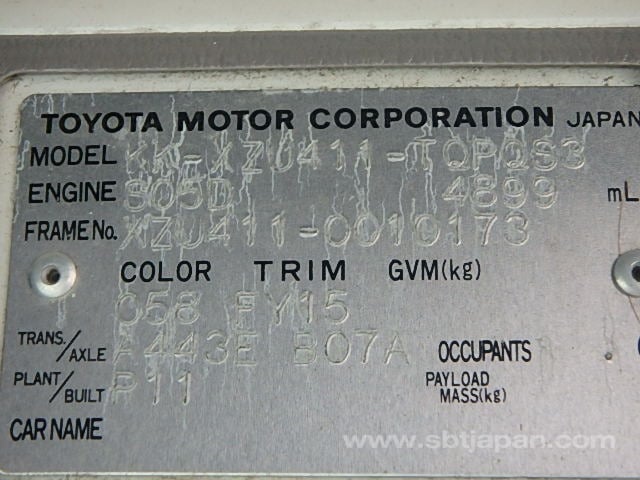 TOYOTA MOTOR CORPORATION JAPAN
MODEL KK-XZU411-TQPQS3
ENGINE S05D 4899 mL
FRAME No. XZU411-0010173
COLOR TRIM GVM(kg)
058 FY15
TRANS./AXLE A443E B07A OCCUPANTS
PLANT/BUILT P11 PAYLOAD MASS(kg)
CAR NAME
www.sbtjapan.com